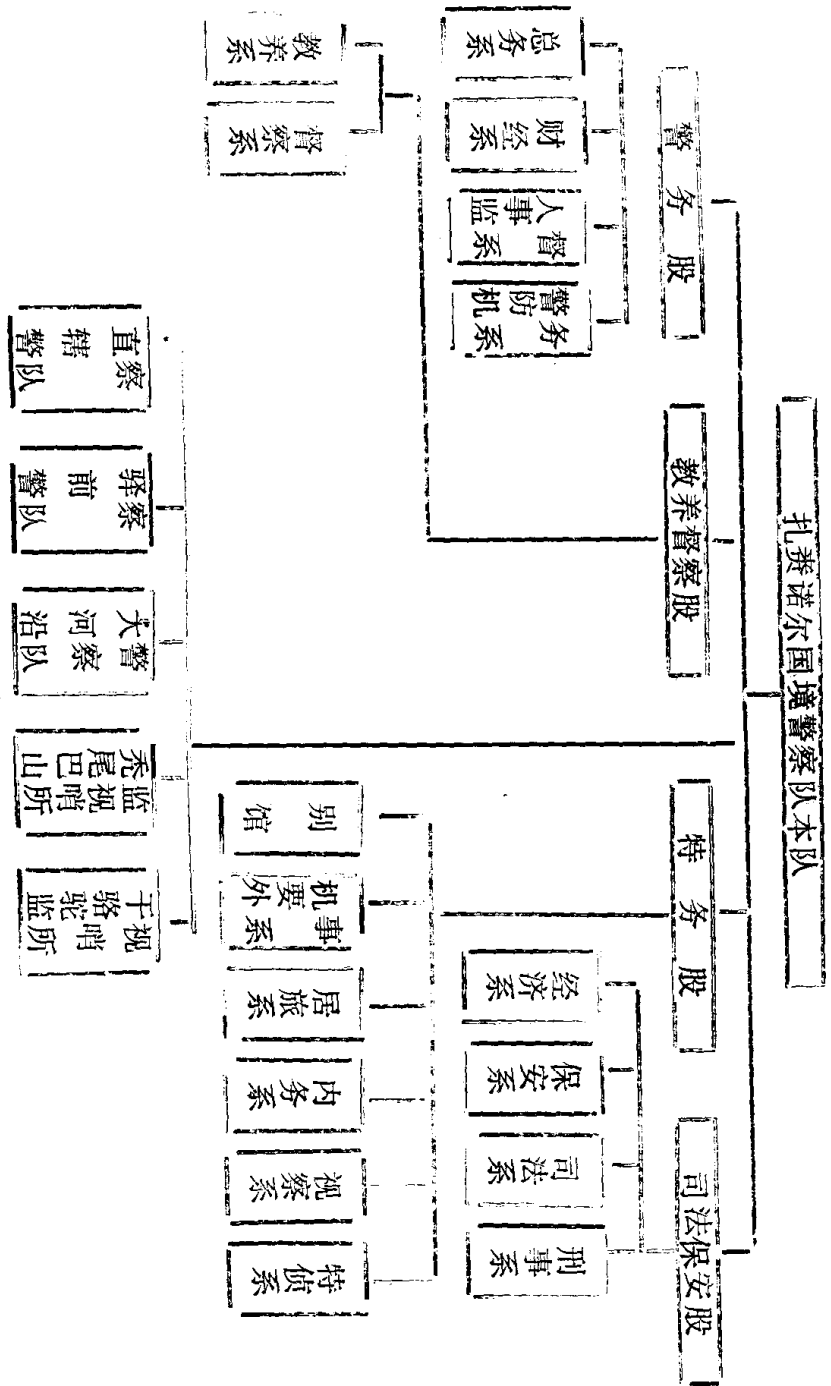 扎赉诺尔国境警察队本队
警务股
教养督察股
特务股
司法保安股
总务系
财经系
人事监督系
警防机务系
经济系
保安系
司法系
刑事系
教养系
督察系
别馆
机要外事系
居旅系
内务系
视察系
特侦系
直辖警察队
驿前警察队
大河沿警察队
秃尾巴山监视哨所
干骆驼监视哨所